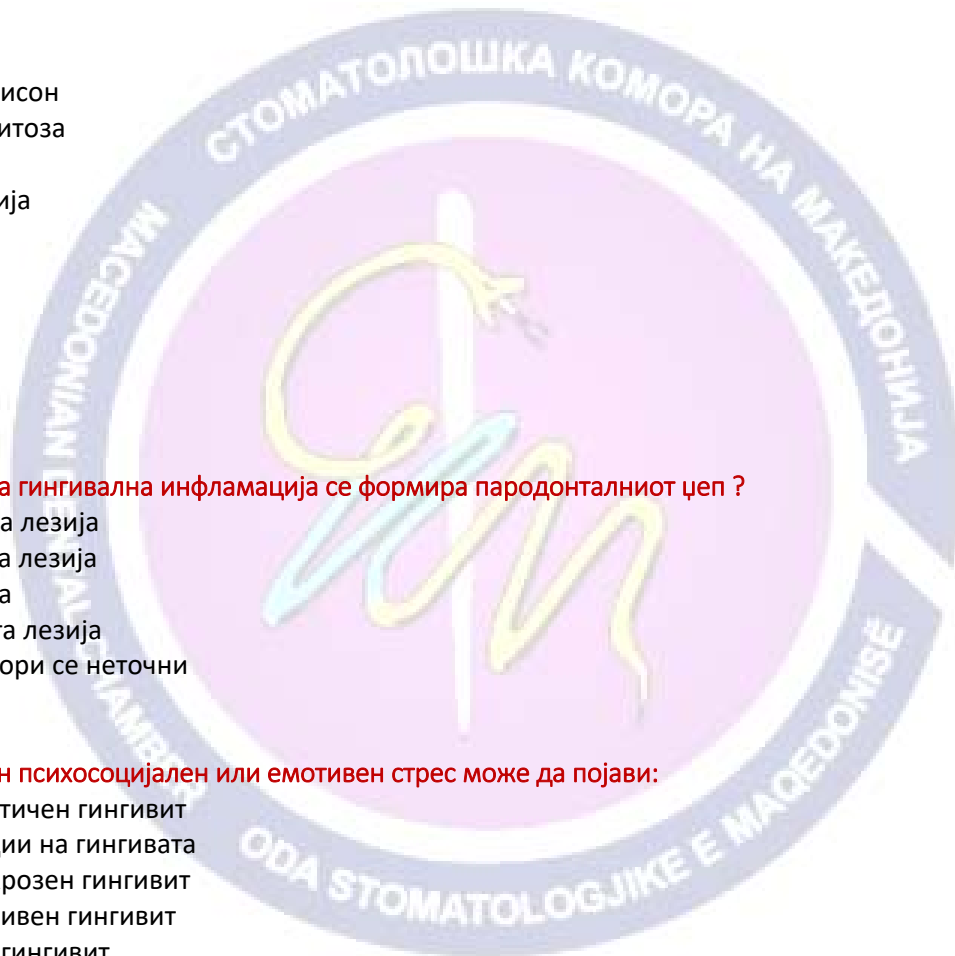 исон
итоза
ија
а гингивална инфламација се формира пародонталниот џеп ?
а лезија
а лезија
а
та лезија
ори се неточни
н психосоцијален или емотивен стрес може да појави:
тичен гингивит
ции на гингивата
розен гингивит
ивен гингивит
гингивит
СТОМАТОЛОШКА КОМОРА НА МАКЕДОНИЈА
MACEDONIAN DENTAL CHAMBER
ODA STOMATOLOGJIKE E MAQEDONISË